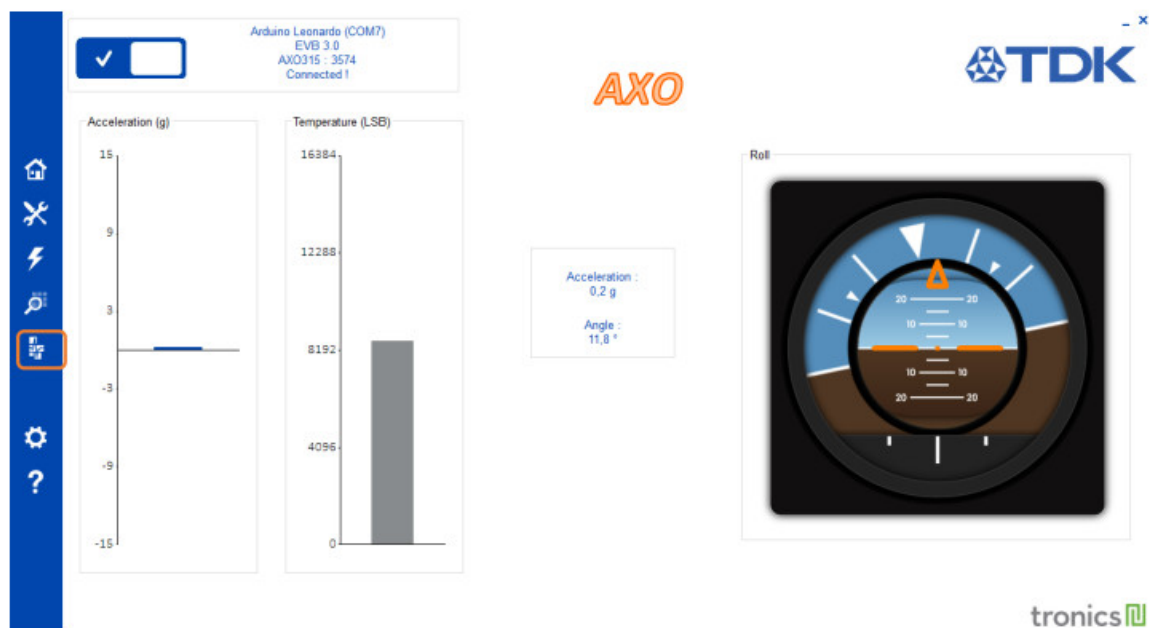 Arduino Leonardo (COM7)
EVB 3.0
AXO315 : 3574
Connected !
AXO
TDK
Acceleration (g)
15
9
3
-3
-9
-15
Temperature (LSB)
16384
12288
8192
4096
0
Acceleration :
0,2 g
Angle :
11,8 °
Roll
20 20
10 10
10 10
20 20
?
tronics